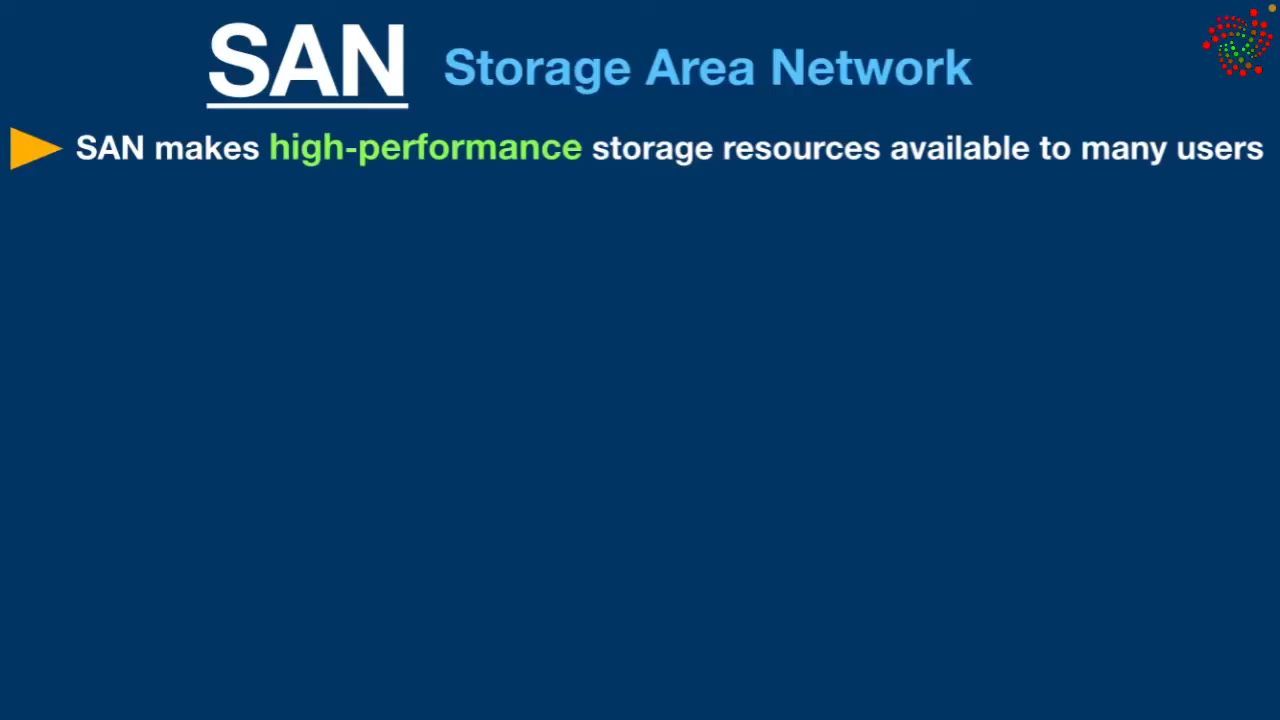 SAN Storage Area Network
SAN makes high-performance storage resources available to many users